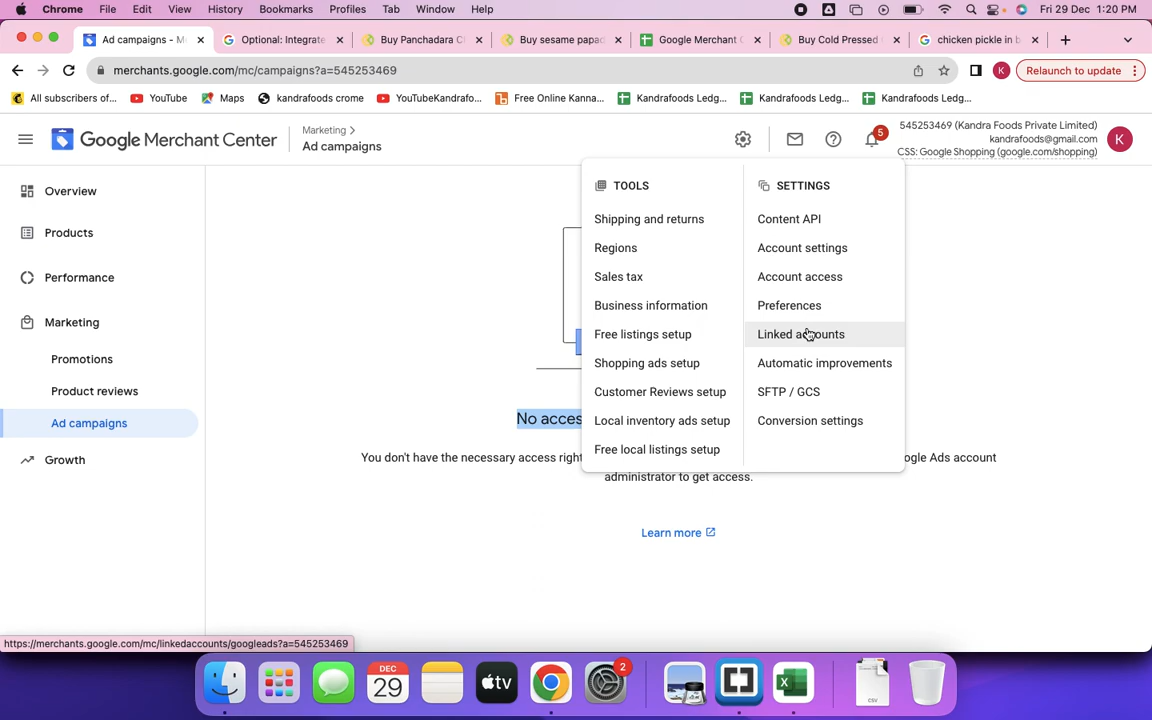 Chrome File Edit View History Bookmarks Profiles Tab Window Help Fri 29 Dec 1:20 PM
Ad campaigns - M Optional: Integrate Buy Panchadara C Buy sesame papad Google Merchant Buy Cold Pressed chicken pickle in b
merchants.google.com/mc/campaigns?a=545253469 K Relaunch to update
All subscribers of... YouTube Maps kandrafoods crome YouTubeKandrafo... Free Online Kanna... Kandrafoods Ledg... Kandrafoods Ledg... Kandrafoods Ledg...
Google Merchant Center
Marketing >
Ad campaigns
5
545253469 (Kandra Foods Private Limited)
kandrafoods@gmail.com
CSS: Google Shopping (google.com/shopping)
K
Overview
Products
Performance
Marketing
Promotions
Product reviews
Ad campaigns
Growth
TOOLS
Shipping and returns
Regions
Sales tax
Business information
Free listings setup
Shopping ads setup
Customer Reviews setup
Local inventory ads setup
Free local listings setup
SETTINGS
Content API
Account settings
Account access
Preferences
Linked accounts
Automatic improvements
SFTP / GCS
Conversion settings
No acces
You don't have the necessary access right ogle Ads account
administrator to get access.
Learn more
https://merchants.google.com/mc/linkedaccounts/googleads?a=545253469
DEC
29
tv
2
CSV